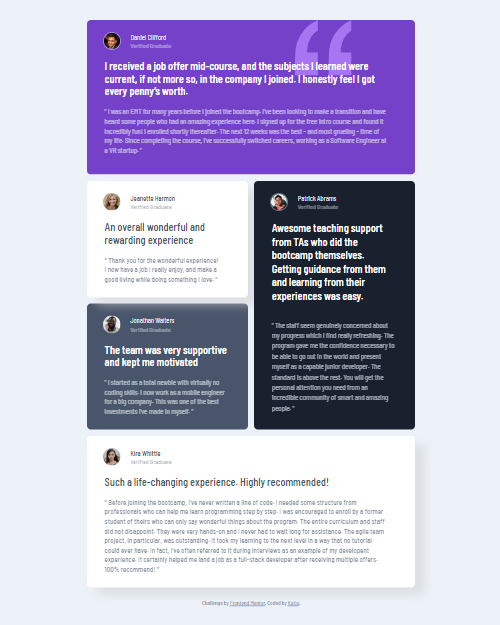 Daniel Clifford
Verified Graduate
I received a job offer mid-course, and the subjects I learned were
current, if not more so, in the company I joined. I honestly feel I got
every penny's worth.
" I was an EMT for many years before I joined the bootcamp. I've been looking to make a transition and have
heard some people who had an amazing experience here. I signed up for the free intro course and found it
incredibly fun! I enrolled shortly thereafter. The next 12 weeks was the best - and most grueling - time of
my life. Since completing the course, I've successfully switched careers, working as a Software Engineer at
a VR startup. "
Jeanette Harmon
Verified Graduate
An overall wonderful and
rewarding experience
" Thank you for the wonderful experience!
I now have a job I really enjoy, and make a
good living while doing something I love. "
Patrick Abrams
Verified Graduate
Awesome teaching support
from TAs who did the
bootcamp themselves.
Getting guidance from them
and learning from their
experiences was easy.
" The staff seem genuinely concerned about
my progress which I find really refreshing. The
program gave me the confidence necessary to
be able to go out in the world and present
myself as a capable junior developer. The
standard is above the rest. You will get the
personal attention you need from an
incredible community of smart and amazing
people. "
Jonathan Walters
Verified Graduate
The team was very supportive
and kept me motivated
" I started as a total newbie with virtually no
coding skills. I now work as a mobile engineer
for a big company. This was one of the best
investments I've made in myself. "
Kira Whittle
Verified Graduate
Such a life-changing experience. Highly recommended!
" Before joining the bootcamp, I've never written a line of code. I needed some structure from
professionals who can help me learn programming step by step. I was encouraged to enroll by a former
student of theirs who can only say wonderful things about the program. The entire curriculum and staff
did not disappoint. They were very hands-on and I never had to wait long for assistance. The agile team
project, in particular, was outstanding. It took my learning to the next level in a way that no tutorial
could ever have. In fact, I've often referred to it during interviews as an example of my development
experience. It certainly helped me land a job as a full-stack developer after receiving multiple offers.
100% recommend! "
Challenge by Frontend Mentor. Coded by